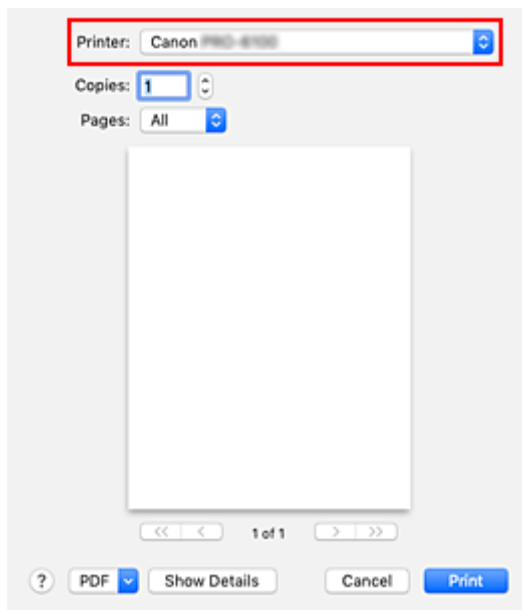 Printer: Canon
Copies: 1
Pages: All
<< < 1 of 1 > >>
? PDF Show Details Cancel Print